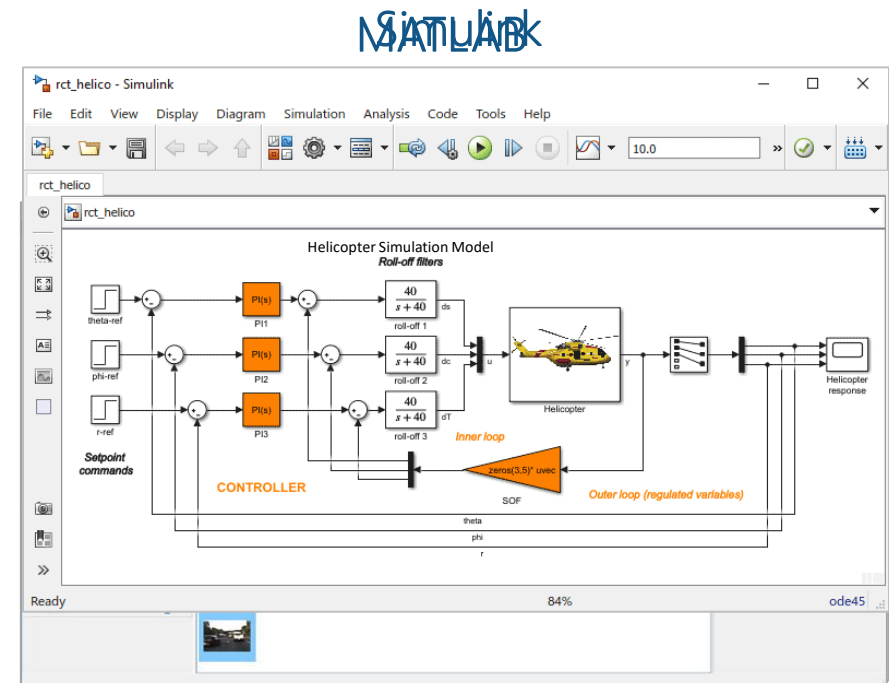 Simulink
MATLAB
rct_helico - Simulink
File Edit View Display Diagram Simulation Analysis Code Tools Help
10.0 »
rct_helico
rct_helico
Helicopter Simulation Model
Roll-off filters
theta-ref
+-
PI(s)
PI1
+-
40
s + 40
roll-off 1
ds
phi-ref
+-
PI(s)
PI2
+-
40
s + 40
roll-off 2
dc
r-ref
+-
PI(s)
PI3
+-
40
s + 40
roll-off 3
dT
u
Helicopter
y
Helicopter
response
Setpoint
commands
CONTROLLER
Inner loop
zeros(3,5)* uvec
SOF
Outer loop (regulated variables)
theta
phi
r
Ready 84% ode45